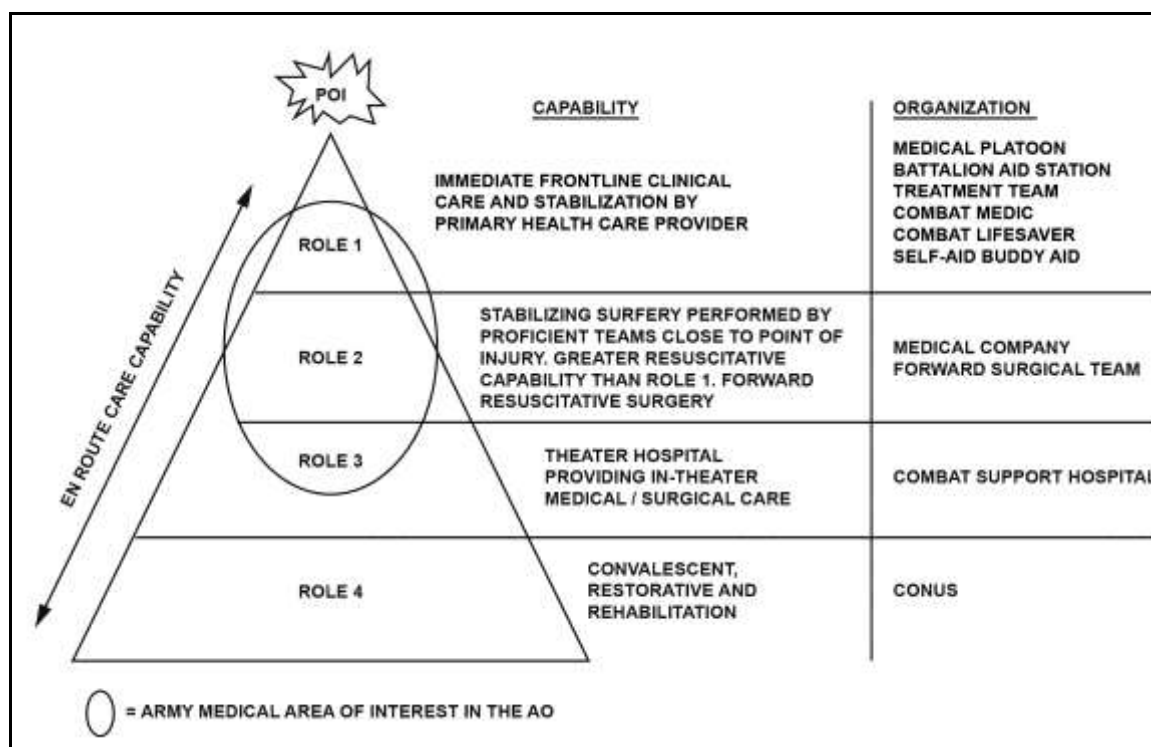 POI
CAPABILITY
ORGANIZATION
IMMEDIATE FRONTLINE CLINICAL
CARE AND STABILIZATION BY
PRIMARY HEALTH CARE PROVIDER
MEDICAL PLATOON
BATTALION AID STATION
TREATMENT TEAM
COMBAT MEDIC
COMBAT LIFESAVER
SELF-AID BUDDY AID
ROLE 1
EN ROUTE CARE CAPABILITY
ROLE 2
STABILIZING SURFERY PERFORMED BY
PROFICIENT TEAMS CLOSE TO POINT OF
INJURY. GREATER RESUSCITATIVE
CAPABILITY THAN ROLE 1. FORWARD
RESUSCITATIVE SURGERY
MEDICAL COMPANY
FORWARD SURGICAL TEAM
ROLE 3
THEATER HOSPITAL
PROVIDING IN-THEATER
MEDICAL / SURGICAL CARE
COMBAT SUPPORT HOSPITAL
ROLE 4
CONVALESCENT,
RESTORATIVE AND
REHABILITATION
CONUS
= ARMY MEDICAL AREA OF INTEREST IN THE AO